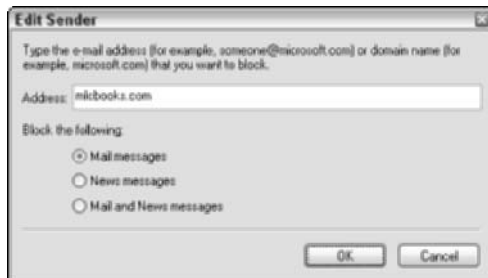 Edit Sender
Type the e-mail address (for example, someone@microsoft.com) or domain name (for
example, microsoft.com) that you want to block.
Address: mlcbooks.com
Block the following:
Mail messages
News messages
Mail and News messages
OK Cancel